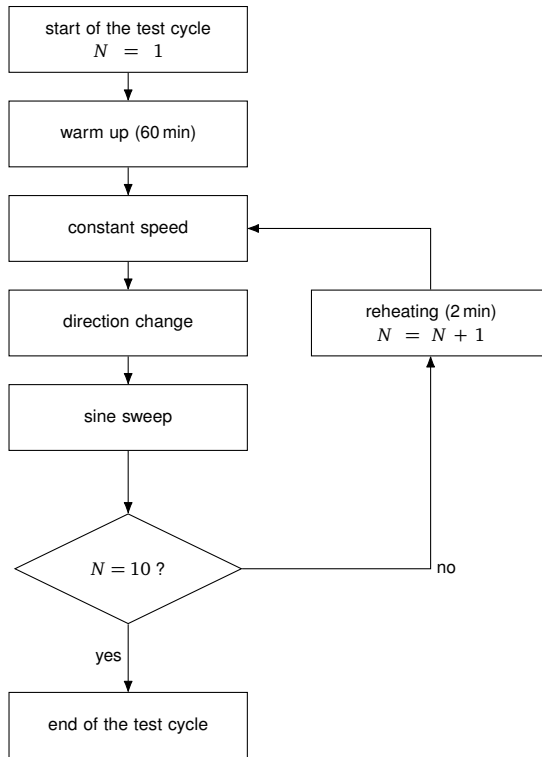 start of the test cycle
N = 1
warm up (60 min)
constant speed
direction change
reheating (2 min)
N = N + 1
sine sweep
N = 10 ?
no
yes
end of the test cycle